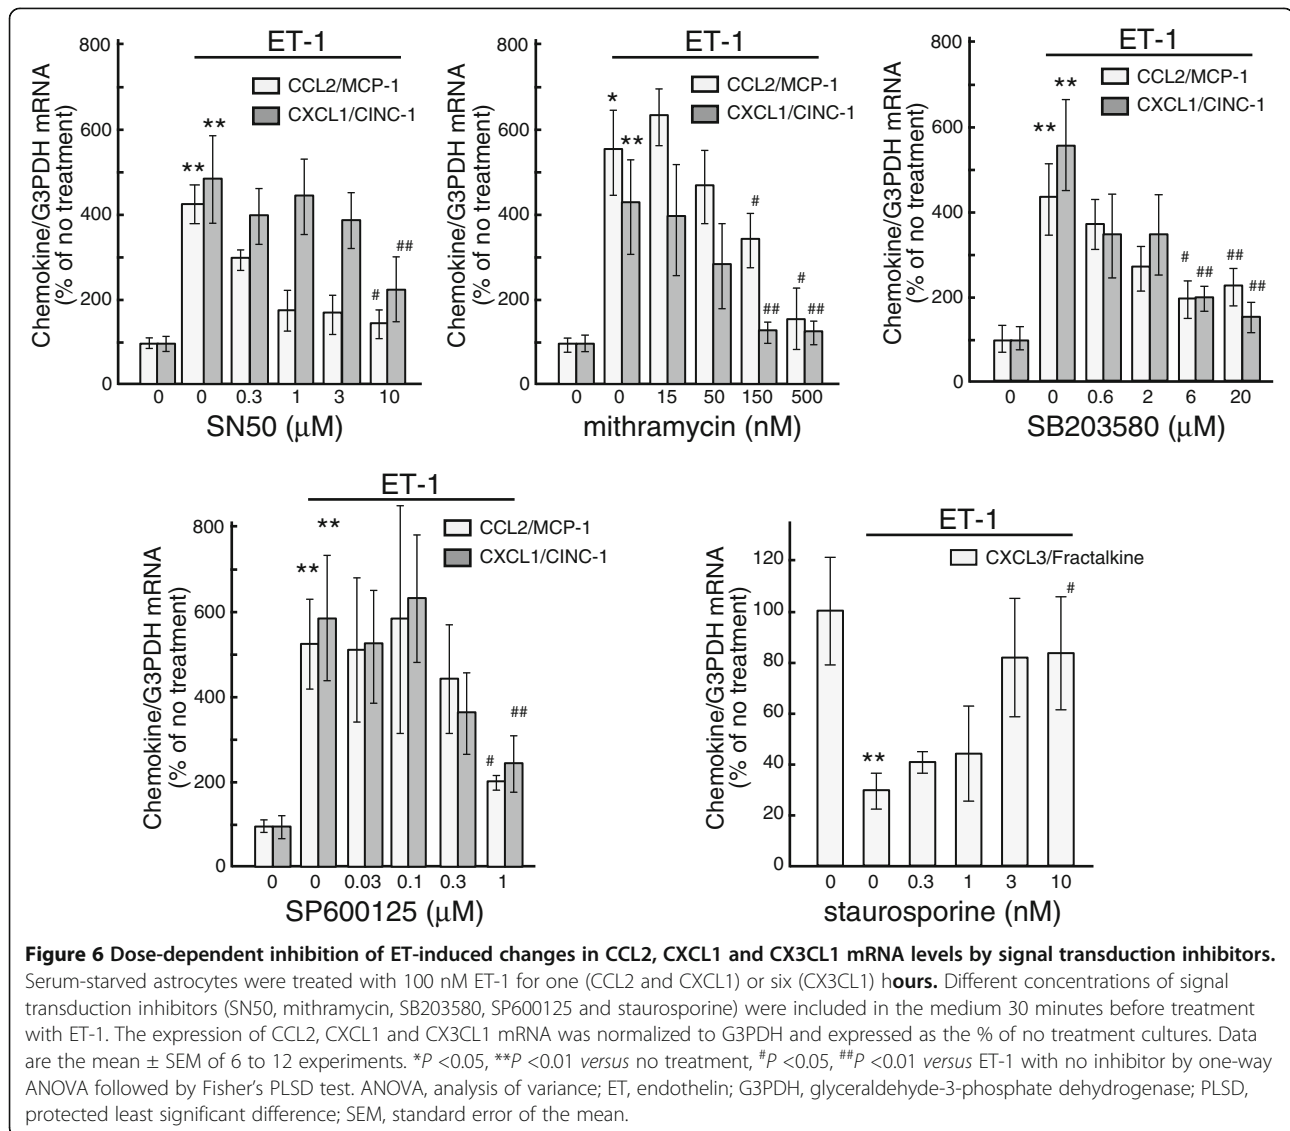 ET-1
CCL2/MCP-1
CXCL1/CINC-1
Chemokine/G3PDH mRNA
(% of no treatment)
800
600
400
200
0
** ** # ##
0 0 0.3 1 3 10
SN50 (μM)
ET-1
CCL2/MCP-1
CXCL1/CINC-1
Chemokine/G3PDH mRNA
(% of no treatment)
800
600
400
200
0
* ** # ## # ##
0 0 15 50 150 500
mithramycin (nM)
ET-1
CCL2/MCP-1
CXCL1/CINC-1
Chemokine/G3PDH mRNA
(% of no treatment)
800
600
400
200
0
** ** # ## ## ##
0 0 0.6 2 6 20
SB203580 (μM)
ET-1
CCL2/MCP-1
CXCL1/CINC-1
Chemokine/G3PDH mRNA
(% of no treatment)
800
600
400
200
0
** ** # ##
0 0 0.03 0.1 0.3 1
SP600125 (μM)
ET-1
CXCL3/Fractalkine
Chemokine/G3PDH mRNA
(% of no treatment)
120
100
80
60
40
20
0
** #
0 0 0.3 1 3 10
staurosporine (nM)
Figure 6 Dose-dependent inhibition of ET-induced changes in CCL2, CXCL1 and CX3CL1 mRNA levels by signal transduction inhibitors.
Serum-starved astrocytes were treated with 100 nM ET-1 for one (CCL2 and CXCL1) or six (CX3CL1) hours. Different concentrations of signal
transduction inhibitors (SN50, mithramycin, SB203580, SP600125 and staurosporine) were included in the medium 30 minutes before treatment
with ET-1. The expression of CCL2, CXCL1 and CX3CL1 mRNA was normalized to G3PDH and expressed as the % of no treatment cultures. Data
are the mean ± SEM of 6 to 12 experiments. *P <0.05, **P <0.01 versus no treatment, #P <0.05, ##P <0.01 versus ET-1 with no inhibitor by one-way
ANOVA followed by Fisher's PLSD test. ANOVA, analysis of variance; ET, endothelin; G3PDH, glyceraldehyde-3-phosphate dehydrogenase; PLSD,
protected least significant difference; SEM, standard error of the mean.